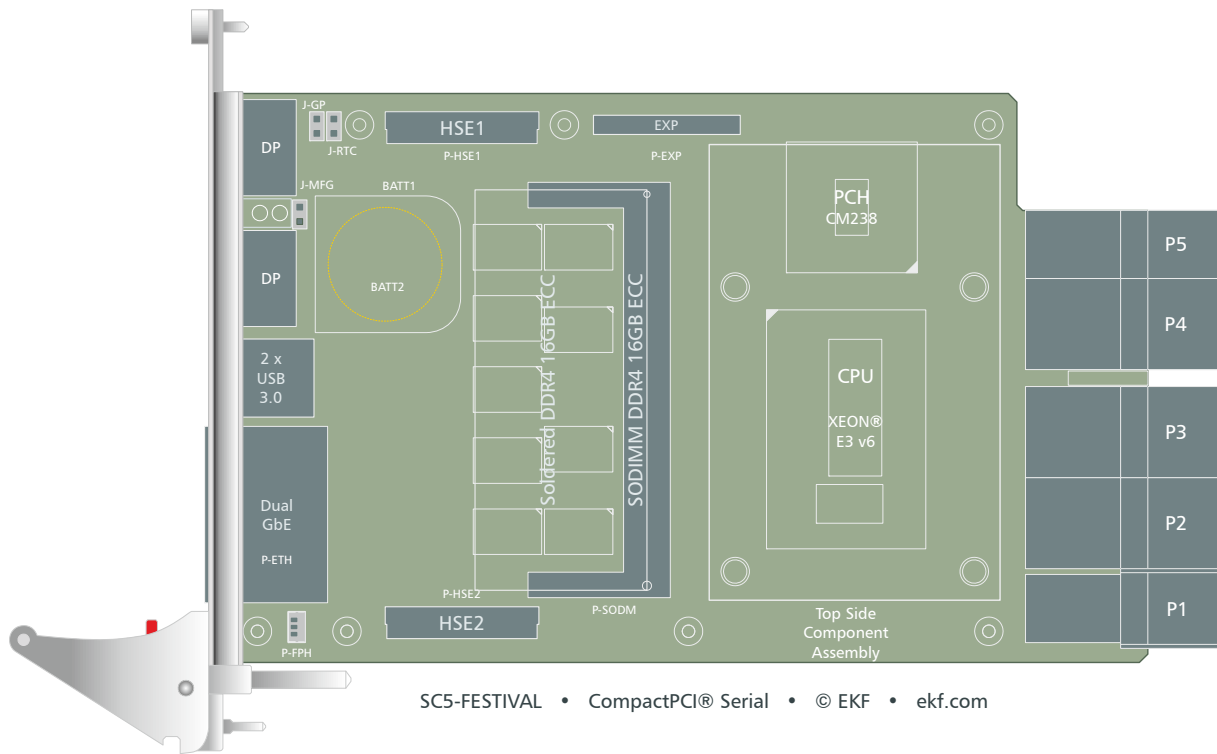 J-GP
DP
J-RTC
HSE1
P-HSE1
EXP
P-EXP
J-MFG
BATT1
BATT2
DP
2 x
USB
3.0
Dual
GbE
P-ETH
P-FPH
Soldered DDR4 16GB ECC
SODIMM DDR4 16GB ECC
P-HSE2
HSE2
P-SODM
PCH
CM238
CPU
XEON®
E3 v6
Top Side
Component
Assembly
P5
P4
P3
P2
P1
SC5-FESTIVAL • CompactPCI® Serial • © EKF • ekf.com